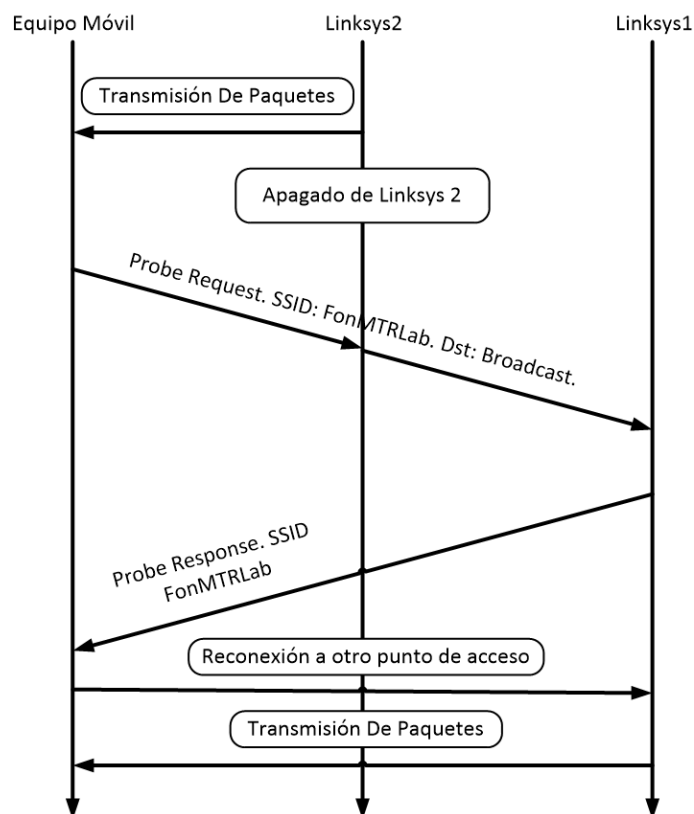 Equipo Móvil
Linksys2
Linksys1
Transmisión De Paquetes
Apagado de Linksys 2
Probe Request. SSID: FonMTRLab. Dst: Broadcast.
Probe Response. SSID
FonMTRLab
Reconexión a otro punto de acceso
Transmisión De Paquetes